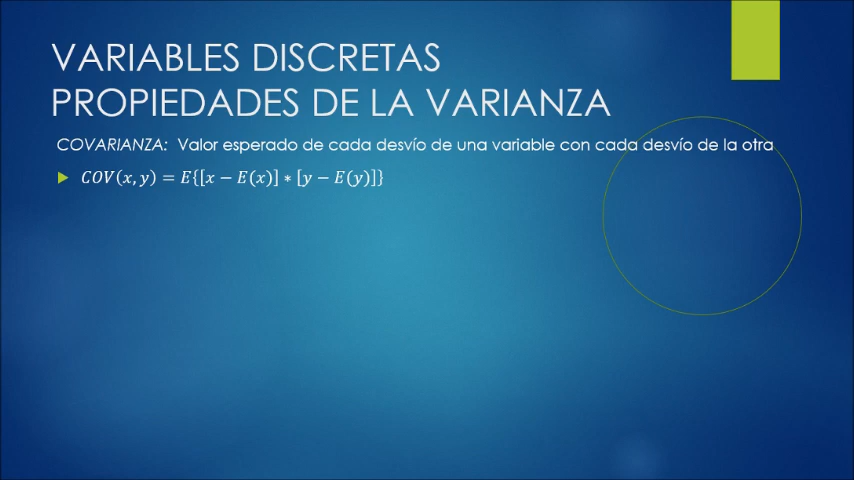 VARIABLES DISCRETAS
PROPIEDADES DE LA VARIANZA
COVARIANZA: Valor esperado de cada desvío de una variable con cada desvío de la otra
COV(x, y) = E{[x − E(x)] ∗ [y − E(y)]}